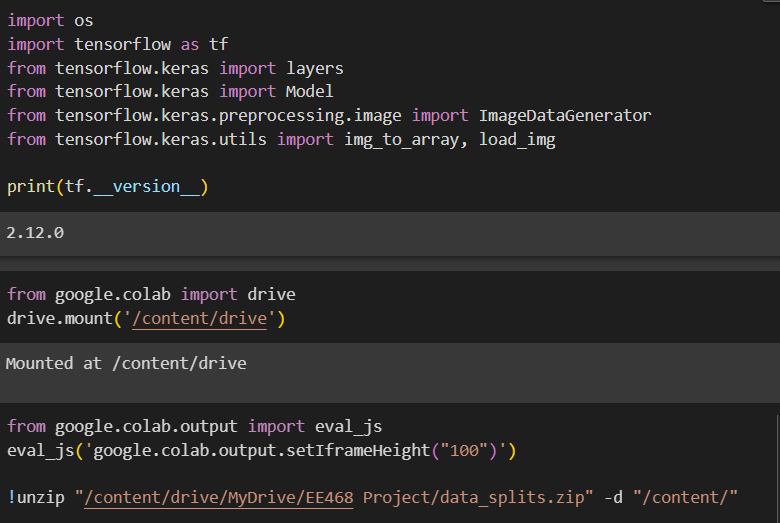 import os
import tensorflow as tf
from tensorflow.keras import layers
from tensorflow.keras import Model
from tensorflow.keras.preprocessing.image import ImageDataGenerator
from tensorflow.keras.utils import img_to_array, load_img
print(tf.__version__)
2.12.0
from google.colab import drive
drive.mount('/content/drive')
Mounted at /content/drive
from google.colab.output import eval_js
eval_js('google.colab.output.setIframeHeight("100")')
!unzip "/content/drive/MyDrive/EE468 Project/data_splits.zip" -d "/content/"